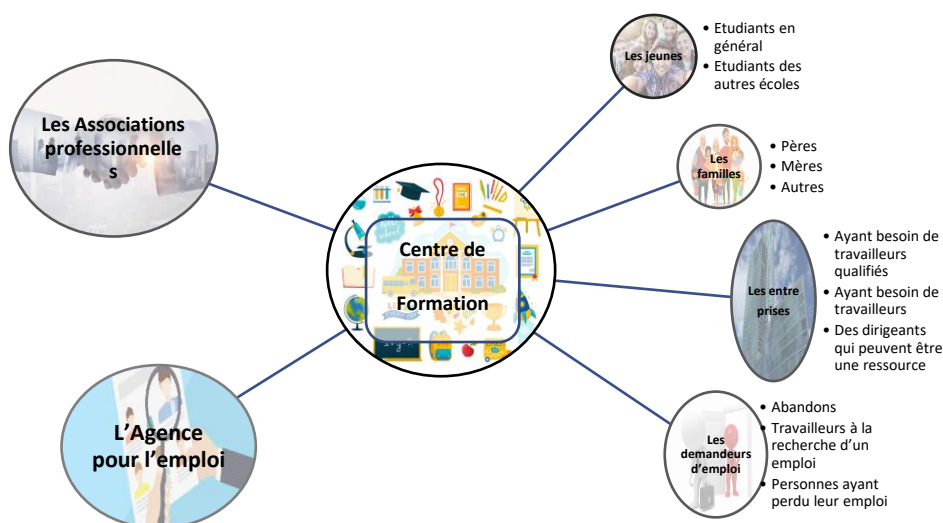 Les Associations
professionnelle
s
L’Agence
pour l’emploi
Centre de
Formation
Les jeunes
• Etudiants en
général
• Etudiants des
autres écoles
Les
familles
• Pères
• Mères
• Autres
Les entre
prises
• Ayant besoin de
travailleurs
qualifiés
• Ayant besoin de
travailleurs
• Des dirigeants
qui peuvent être
une ressource
Les
demandeurs
d’emploi
• Abandons
• Travailleurs à la
recherche d’un
emploi
• Personnes ayant
perdu leur emploi